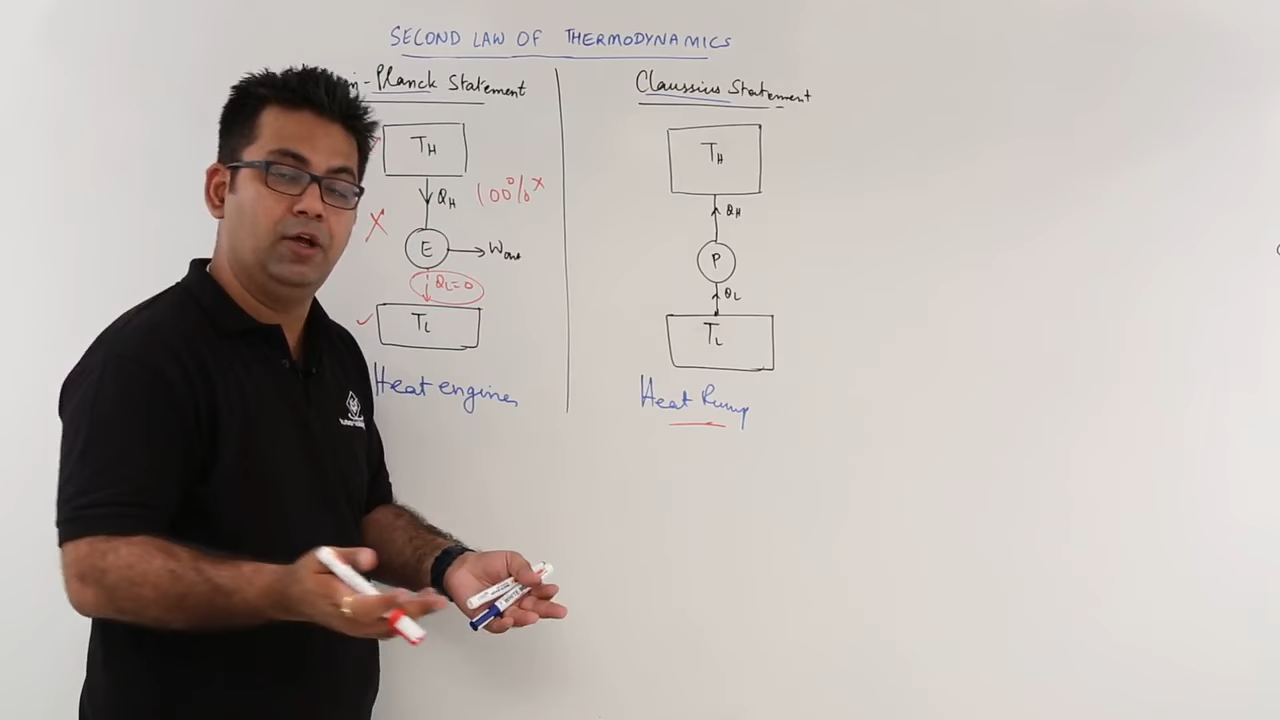 SECOND LAW OF THERMODYNAMICS
n-Planck Statement
TH
QH
100% x
X
E
Wout
QL=0
TL
Heat engine
Claussius Statement
TH
QH
P
QL
TL
Heat Pump